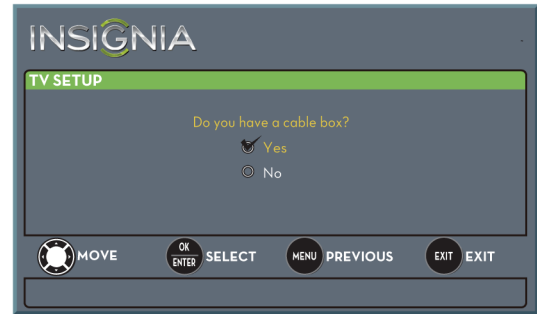 INSIGNIA
TV SETUP
Do you have a cable box?
Yes
No
MOVE OK ENTER SELECT MENU PREVIOUS EXIT EXIT